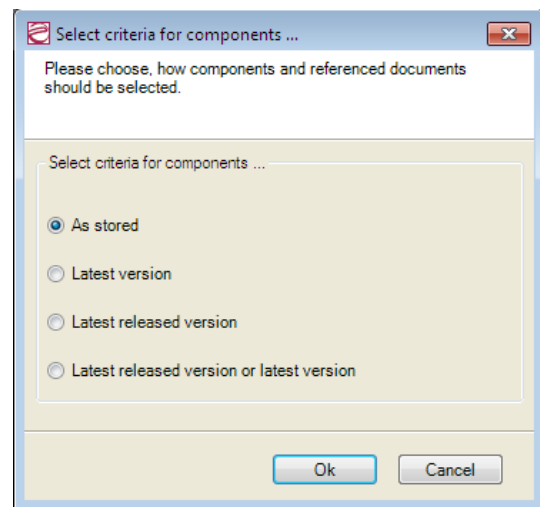 Select criteria for components ...
Please choose, how components and referenced documents
should be selected.
Select criteria for components ...
As stored
Latest version
Latest released version
Latest released version or latest version
Ok
Cancel